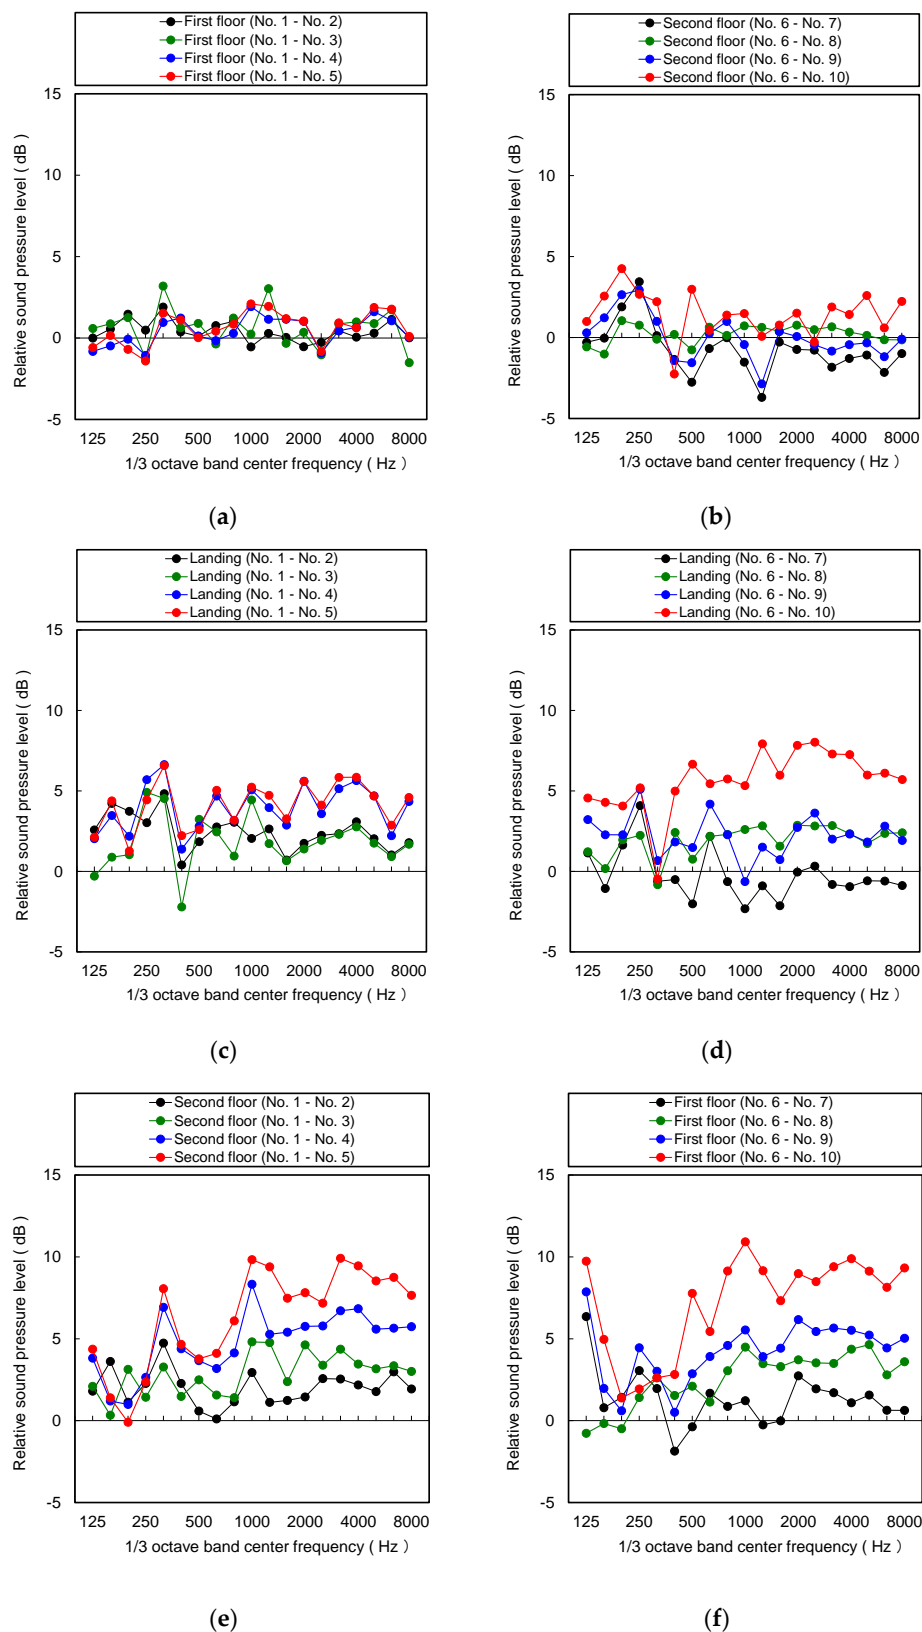 First floor (No. 1 - No. 2)
First floor (No. 1 - No. 3)
First floor (No. 1 - No. 4)
First floor (No. 1 - No. 5)
Relative sound pressure level ( dB )
15
10
5
0
-5
125 250 500 1000 2000 4000 8000
1/3 octave band center frequency ( Hz )
(a)
Second floor (No. 6 - No. 7)
Second floor (No. 6 - No. 8)
Second floor (No. 6 - No. 9)
Second floor (No. 6 - No. 10)
Relative sound pressure level ( dB )
15
10
5
0
-5
125 250 500 1000 2000 4000 8000
1/3 octave band center frequency ( Hz )
(b)
Landing (No. 1 - No. 2)
Landing (No. 1 - No. 3)
Landing (No. 1 - No. 4)
Landing (No. 1 - No. 5)
Relative sound pressure level ( dB )
15
10
5
0
-5
125 250 500 1000 2000 4000 8000
1/3 octave band center frequency ( Hz )
(c)
Landing (No. 6 - No. 7)
Landing (No. 6 - No. 8)
Landing (No. 6 - No. 9)
Landing (No. 6 - No. 10)
Relative sound pressure level ( dB )
15
10
5
0
-5
125 250 500 1000 2000 4000 8000
1/3 octave band center frequency ( Hz )
(d)
Second floor (No. 1 - No. 2)
Second floor (No. 1 - No. 3)
Second floor (No. 1 - No. 4)
Second floor (No. 1 - No. 5)
Relative sound pressure level ( dB )
15
10
5
0
-5
125 250 500 1000 2000 4000 8000
1/3 octave band center frequency ( Hz )
(e)
First floor (No. 6 - No. 7)
First floor (No. 6 - No. 8)
First floor (No. 6 - No. 9)
First floor (No. 6 - No. 10)
Relative sound pressure level ( dB )
15
10
5
0
-5
125 250 500 1000 2000 4000 8000
1/3 octave band center frequency ( Hz )
(f)